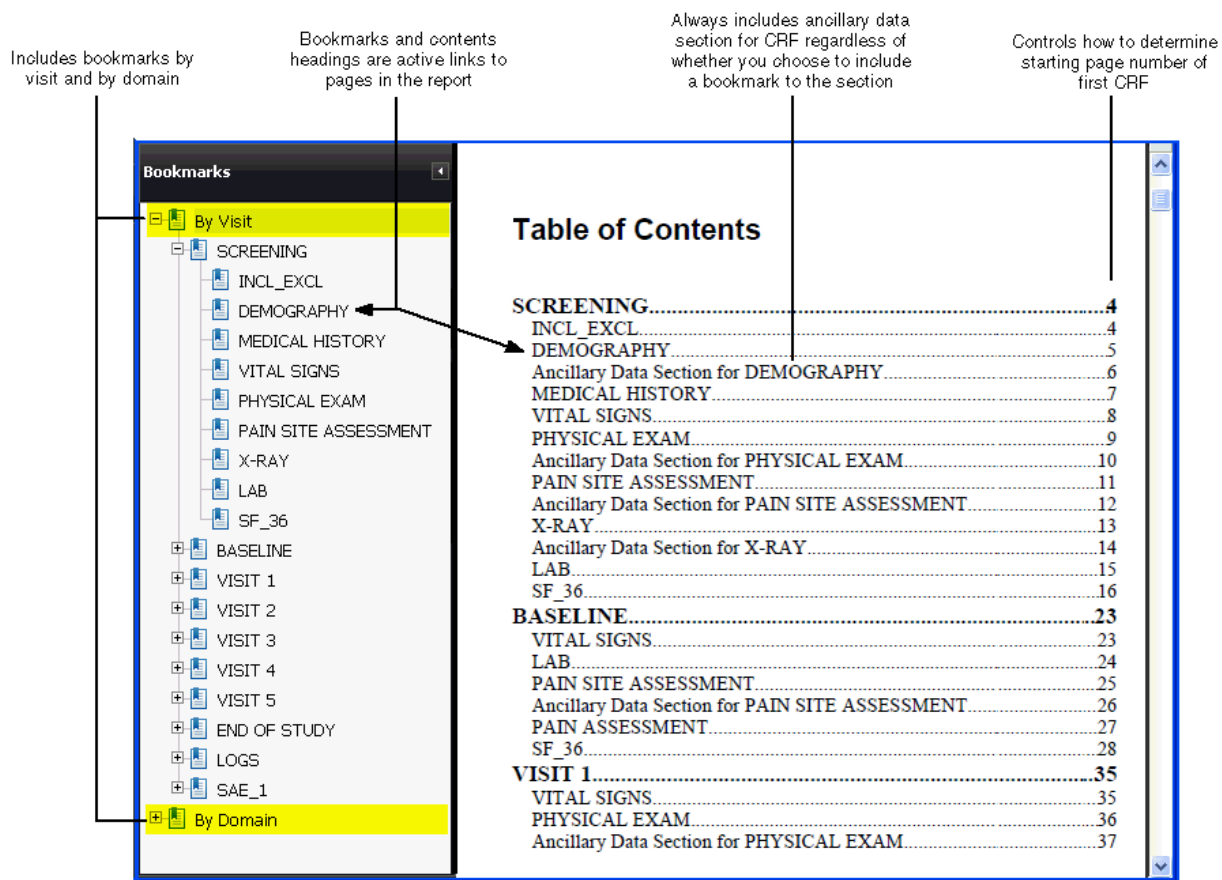 Includes bookmarks by
visit and by domain
Bookmarks and contents
headings are active links to
pages in the report
Always includes ancillary data
section for CRF regardless of
whether you choose to include
a bookmark to the section
Controls how to determine
starting page number of
first CRF
Bookmarks
By Visit
SCREENING
INCL_EXCL
DEMOGRAPHY
MEDICAL HISTORY
VITAL SIGNS
PHYSICAL EXAM
PAIN SITE ASSESSMENT
X-RAY
LAB
SF_36
BASELINE
VISIT 1
VISIT 2
VISIT 3
VISIT 4
VISIT 5
END OF STUDY
LOGS
SAE_1
By Domain
Table of Contents
SCREENING 4
INCL_EXCL 4
DEMOGRAPHY 5
Ancillary Data Section for DEMOGRAPHY 6
MEDICAL HISTORY 7
VITAL SIGNS 8
PHYSICAL EXAM 9
Ancillary Data Section for PHYSICAL EXAM 10
PAIN SITE ASSESSMENT 11
Ancillary Data Section for PAIN SITE ASSESSMENT 12
X-RAY 13
Ancillary Data Section for X-RAY 14
LAB 15
SF_36 16
BASELINE 23
VITAL SIGNS 23
LAB 24
PAIN SITE ASSESSMENT 25
Ancillary Data Section for PAIN SITE ASSESSMENT 26
PAIN ASSESSMENT 27
SF_36 28
VISIT 1 35
VITAL SIGNS 35
PHYSICAL EXAM 36
Ancillary Data Section for PHYSICAL EXAM 37